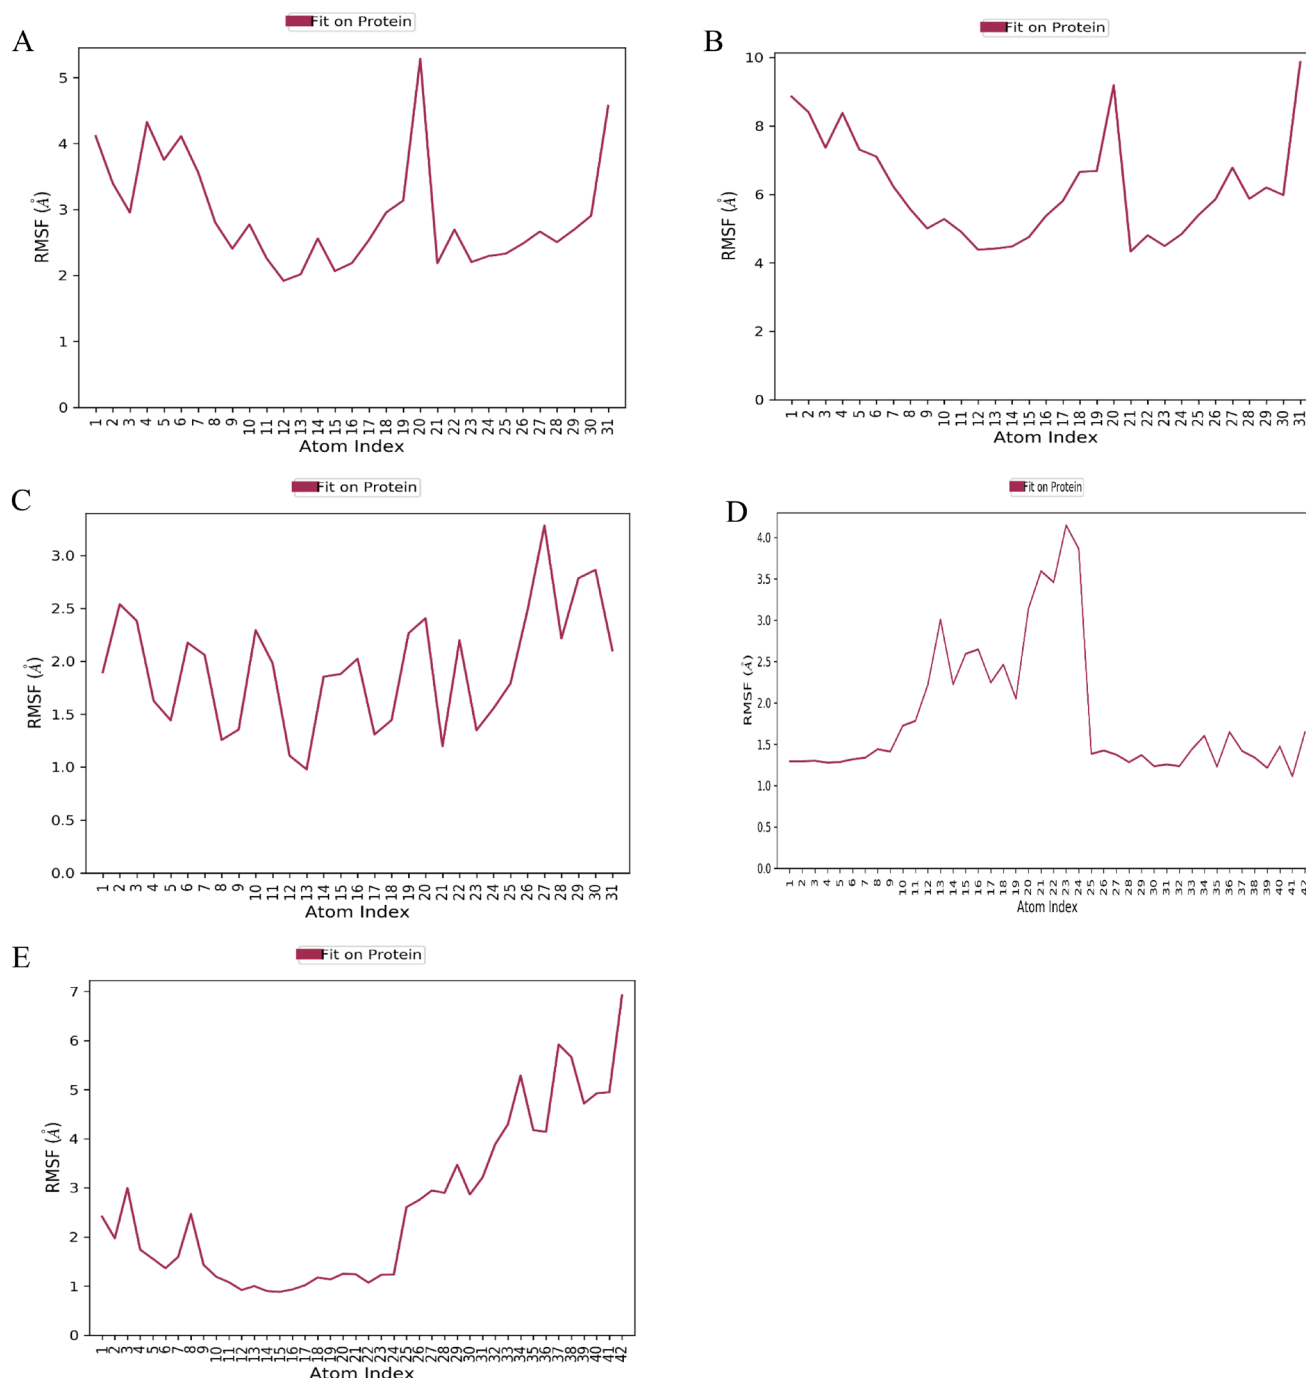 A
Fit on Protein
RMSF (Å)
5
4
3
2
1
0
1 2 3 4 5 6 7 8 9 10 11 12 13 14 15 16 17 18 19 20 21 22 23 24 25 26 27 28 29 30 31
Atom Index
B
Fit on Protein
RMSF (Å)
10
8
6
4
2
0
1 2 3 4 5 6 7 8 9 10 11 12 13 14 15 16 17 18 19 20 21 22 23 24 25 26 27 28 29 30 31
Atom Index
C
Fit on Protein
RMSF (Å)
3.0
2.5
2.0
1.5
1.0
0.5
0.0
1 2 3 4 5 6 7 8 9 10 11 12 13 14 15 16 17 18 19 20 21 22 23 24 25 26 27 28 29 30 31
Atom Index
D
Fit on Protein
RMSF (Å)
4.0
3.5
3.0
2.5
2.0
1.5
1.0
0.5
0.0
1 2 3 4 5 6 7 8 9 10 11 12 13 14 15 16 17 18 19 20 21 22 23 24 25 26 27 28 29 30 31 32 33 34 35 36 37 38 39 40 41 42
Atom Index
E
Fit on Protein
RMSF (Å)
7
6
5
4
3
2
1
0
1 2 3 4 5 6 7 8 9 10 11 12 13 14 15 16 17 18 19 20 21 22 23 24 25 26 27 28 29 30 31 32 33 34 35 36 37 38 39 40 41 42
Atom Index